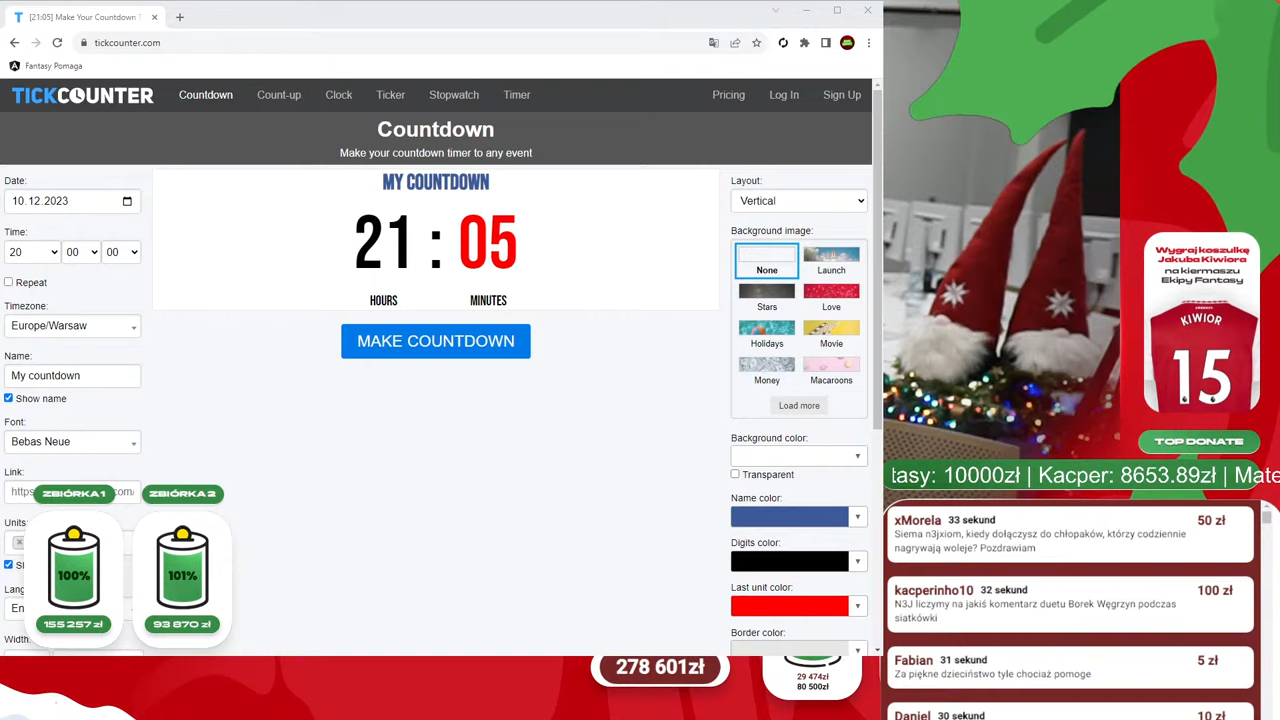 [21:05] Make Your Countdown T
tickcounter.com
Fantasy Pomaga
TICKCOUNTER
Countdown
Count-up
Clock
Ticker
Stopwatch
Timer
Pricing
Log In
Sign Up
Countdown
Make your countdown timer to any event
Date:
10.12.2023
Time:
20
00
00
Repeat
Timezone:
Europe/Warsaw
Name:
My countdown
Show name
Font:
Bebas Neue
Link:
https
com/
Units:
Lang
En
Width:
MY COUNTDOWN
21 : 05
HOURS
MINUTES
MAKE COUNTDOWN
Layout:
Vertical
Background image:
None
Launch
Stars
Love
Holidays
Movie
Money
Macaroons
Load more
Background color:
Transparent
Name color:
Digits color:
Last unit color:
Border color:
ZBIÓRKA 1
100%
155 257 zł
ZBIÓRKA 2
101%
93 870 zł
278 601zł
29 474zł
80 500zł
Wygraj koszulkę
Jakuba Kiwiora
na kiermaszu
Ekipy Fantasy
KIWIOR
15
TOP DONATE
tasy: 10000zł | Kacper: 8653.89zł | Mate
xMorela 33 sekund 50 zł
Siema n3jxiom, kiedy dołączysz do chłopaków, którzy codziennie
nagrywają woleje? Pozdrawiam
kacperinho10 32 sekund 100 zł
N3J liczymy na jakiś komentarz duetu Borek Węgrzyn podczas
siatkówki
Fabian 31 sekund 5 zł
Za piękne dzieciństwo tyle chociaż pomoge
Daniel 30 sekund 10 zł